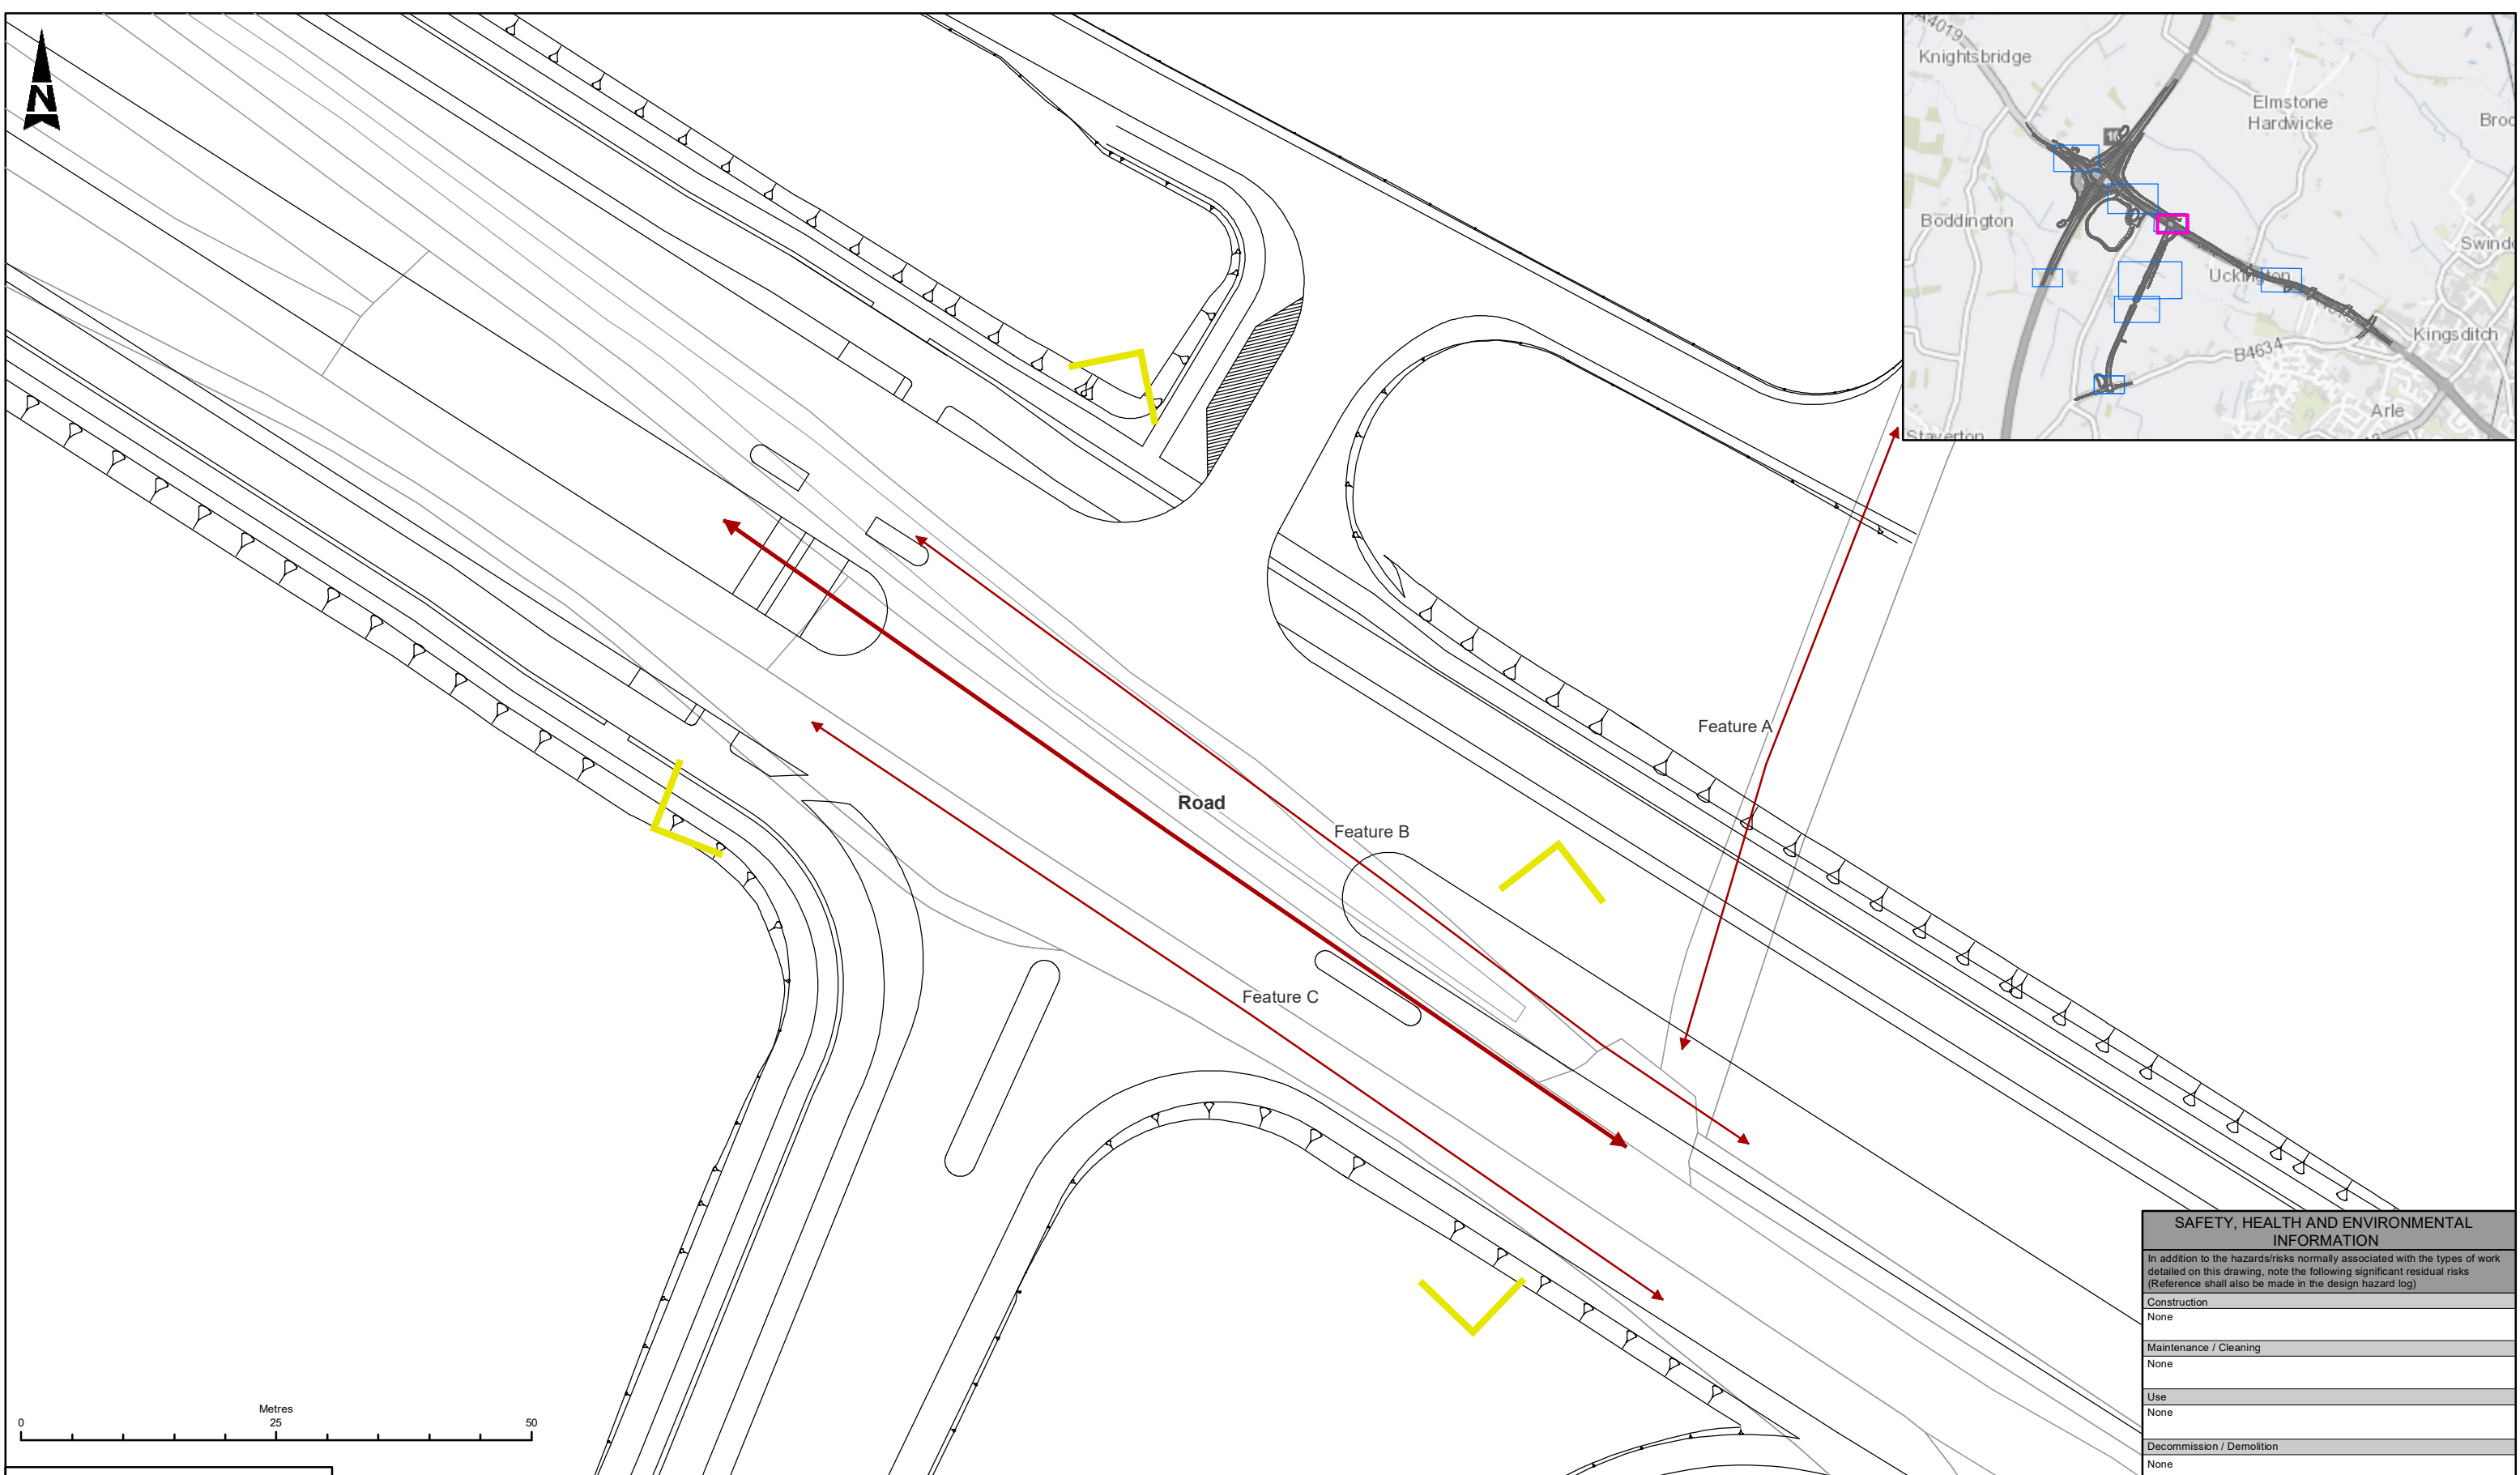 N
A4019
Knightsbridge
Elmstone
Hardwicke
Boddington
Uckington
Kingsditch
B4634
Arle
Staverton
Feature A
Road
Feature B
Feature C
SAFETY, HEALTH AND ENVIRONMENTAL
INFORMATION
In addition to the hazards/risks normally associated with the types of work
detailed on this drawing, note the following significant residual risks
(Reference shall also be made in the design hazard log)
Construction
None
Maintenance / Cleaning
None
Use
None
Decommission / Demolition
None
Metres
0 25 50